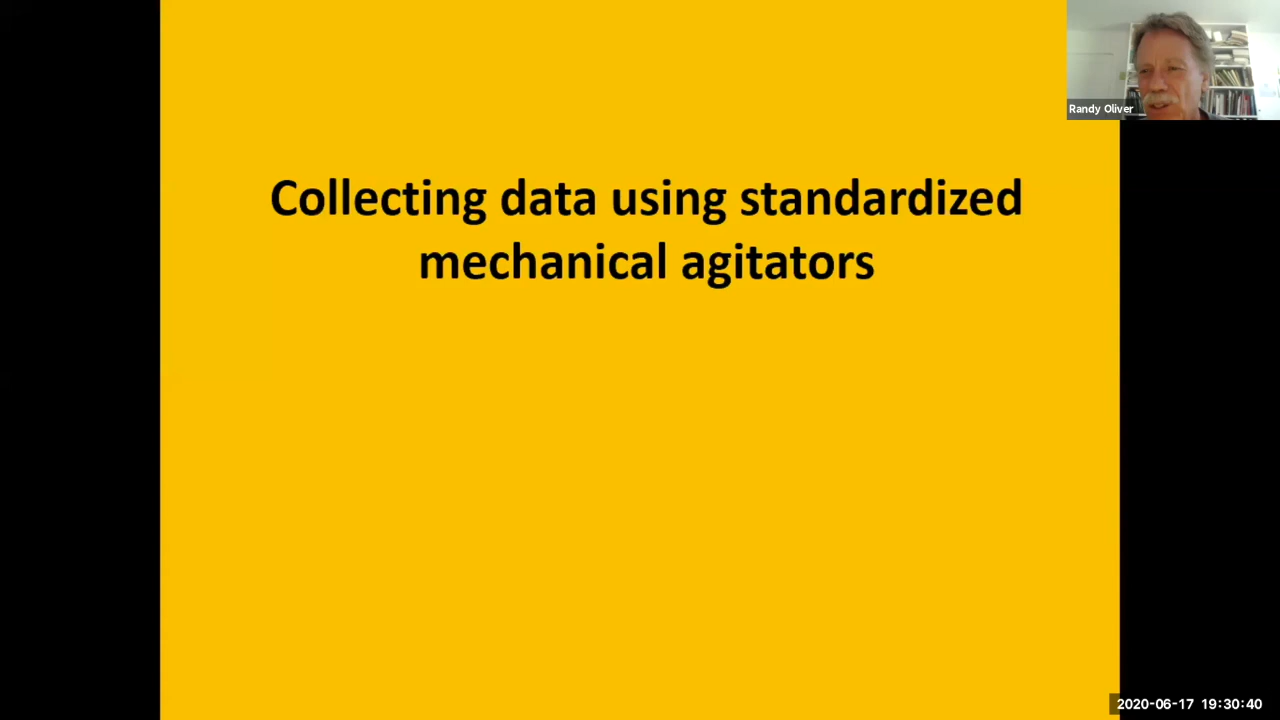 Collecting data using standardized
mechanical agitators
Randy Oliver
2020-06-17 19:30:40